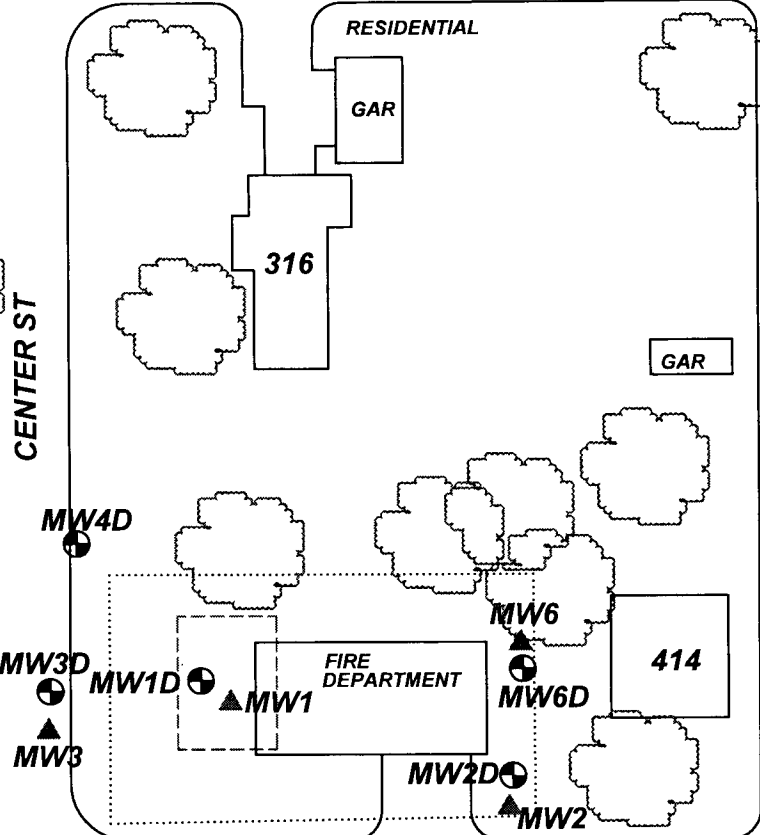 RESIDENTIAL
GAR
316
CENTER ST
GAR
MW4D
MW6
MW3D
MW1D
FIRE
DEPARTMENT
414
MW1
MW6D
MW3
MW2D
MW2